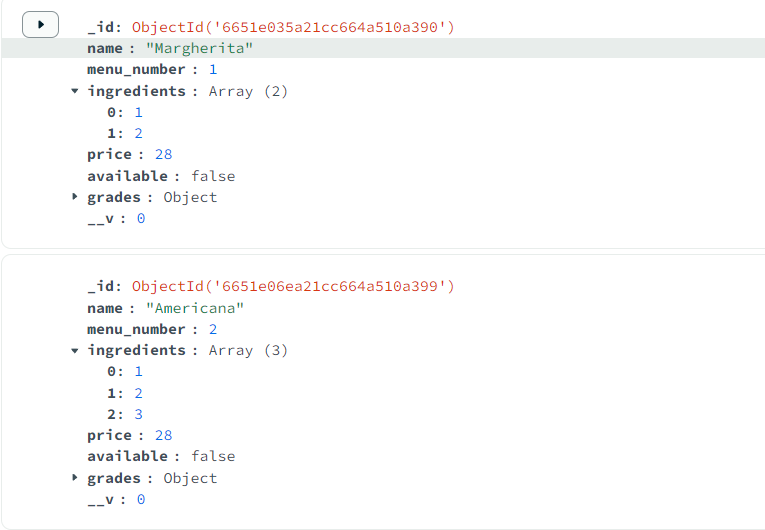 _id: ObjectId('6651e035a21cc664a510a390')
name : "Margherita"
menu_number : 1
ingredients : Array (2)
0: 1
1: 2
price : 28
available : false
grades : Object
__v : 0
_id: ObjectId('6651e06ea21cc664a510a399')
name : "Americana"
menu_number : 2
ingredients : Array (3)
0: 1
1: 2
2: 3
price : 28
available : false
grades : Object
__v : 0